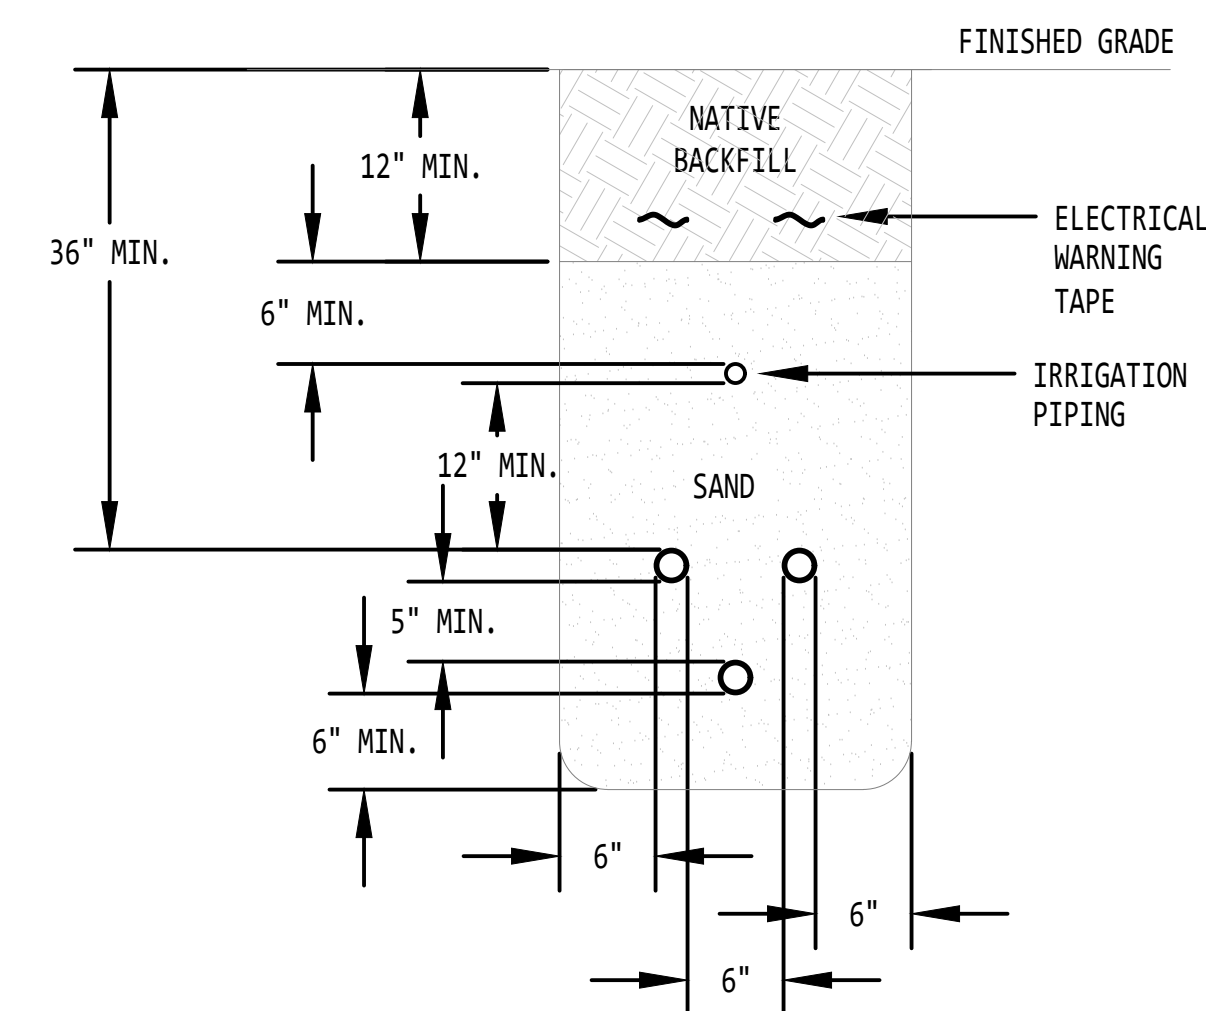 FINISHED GRADE
NATIVE
BACKFILL
12" MIN.
ELECTRICAL
WARNING
TAPE
36" MIN.
6" MIN.
IRRIGATION
PIPING
12" MIN.
SAND
5" MIN.
6" MIN.
6"
6"
6"